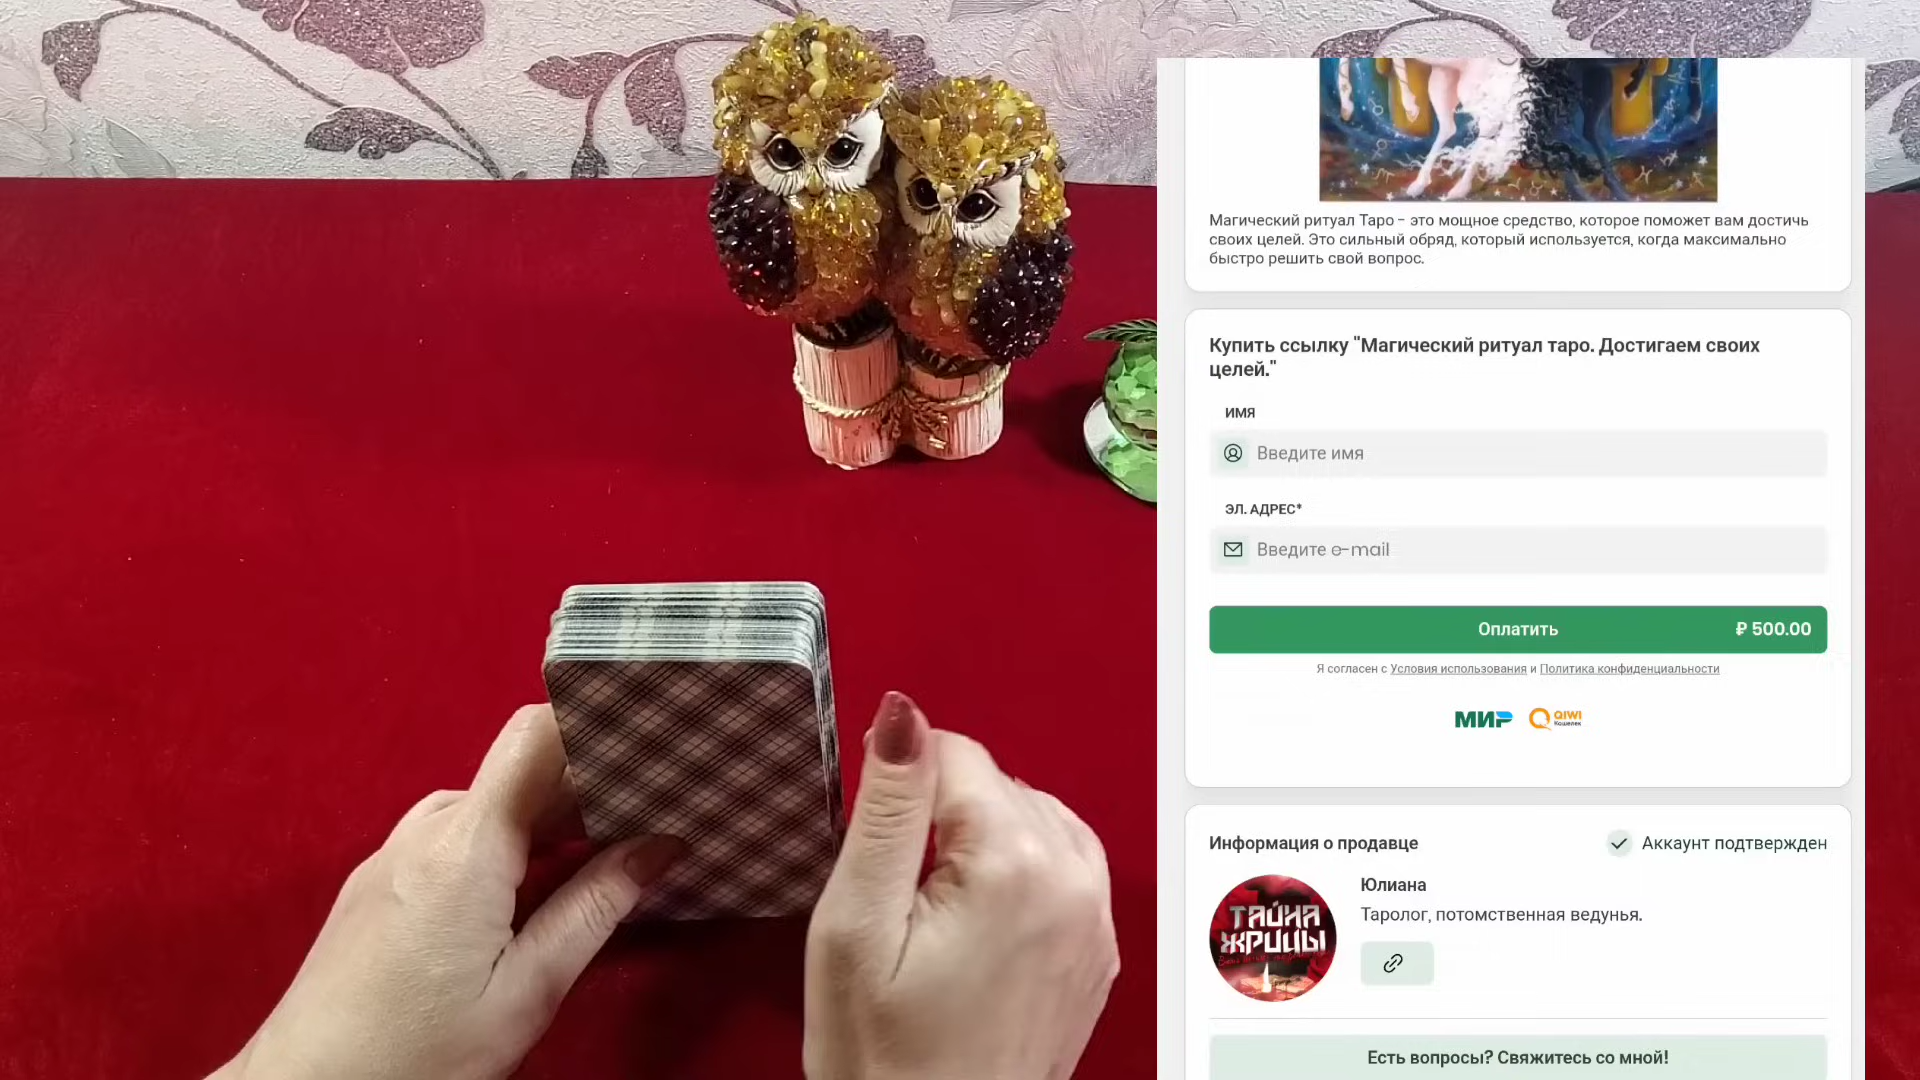 Магический ритуал Таро - это мощное средство, которое поможет вам достичь
своих целей. Это сильный обряд, который используется, когда максимально
быстро решить свой вопрос.
Купить ссылку "Магический ритуал таро. Достигаем своих
целей."
ИМЯ
Введите имя
ЭЛ. АДРЕС*
Введите e-mail
Оплатить ₽ 500.00
Я согласен с Условия использования и Политика конфиденциальности
МИР QIWI
Кошелек
Информация о продавце Аккаунт подтвержден
Юлиана
Таролог, потомственная ведунья.
ТАЙНА
ЖРИЦЫ
Есть вопросы? Свяжитесь со мной!